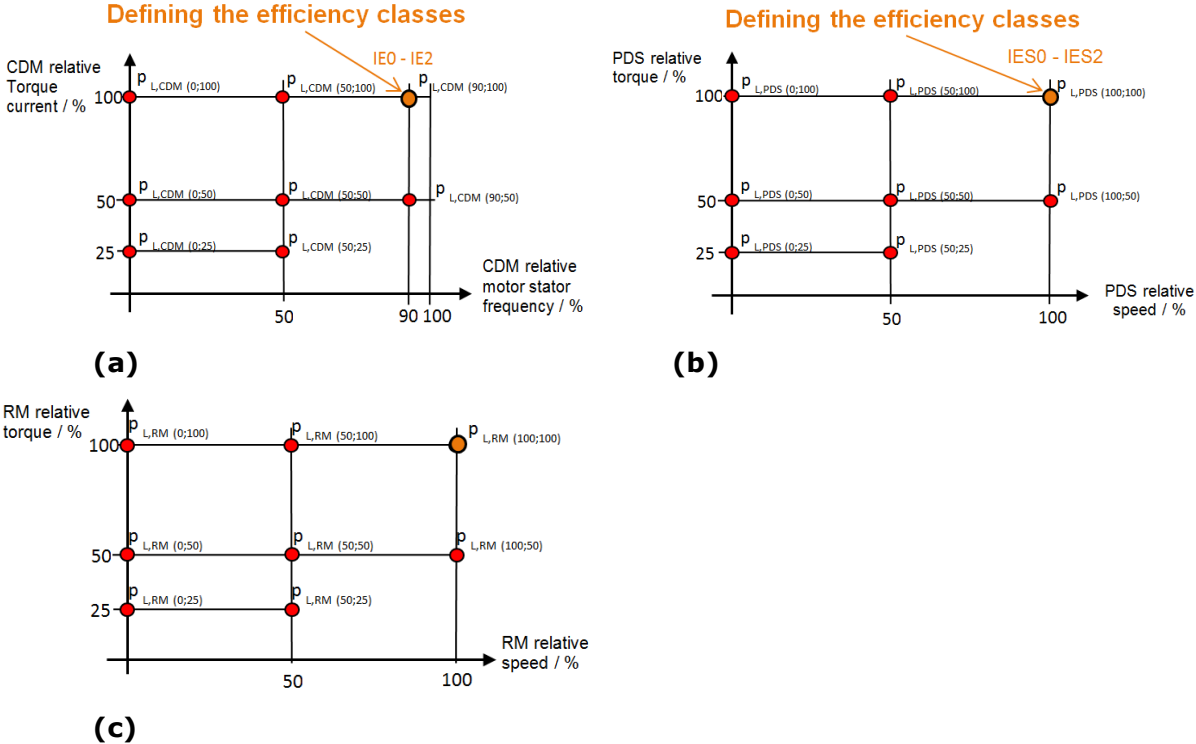 Defining the efficiency classes
IE0 - IE2
CDM relative
Torque
current / %
p L,CDM (0;100)
p L,CDM (50;100)
p L,CDM (90;100)
100
p L,CDM (0;50)
p L,CDM (50;50)
p L,CDM (90;50)
50
p L,CDM (0;25)
p L,CDM (50;25)
25
CDM relative
motor stator
frequency / %
50
90
100
(a)
Defining the efficiency classes
IES0 - IES2
PDS relative
torque / %
p L,PDS (0;100)
p L,PDS (50;100)
p L,PDS (100;100)
100
p L,PDS (0;50)
p L,PDS (50;50)
p L,PDS (100;50)
50
p L,PDS (0;25)
p L,PDS (50;25)
25
PDS relative
speed / %
50
100
(b)
RM relative
torque / %
p L,RM (0;100)
p L,RM (50;100)
p L,RM (100;100)
100
p L,RM (0;50)
p L,RM (50;50)
p L,RM (100;50)
50
p L,RM (0;25)
p L,RM (50;25)
25
RM relative
speed / %
50
100
(c)